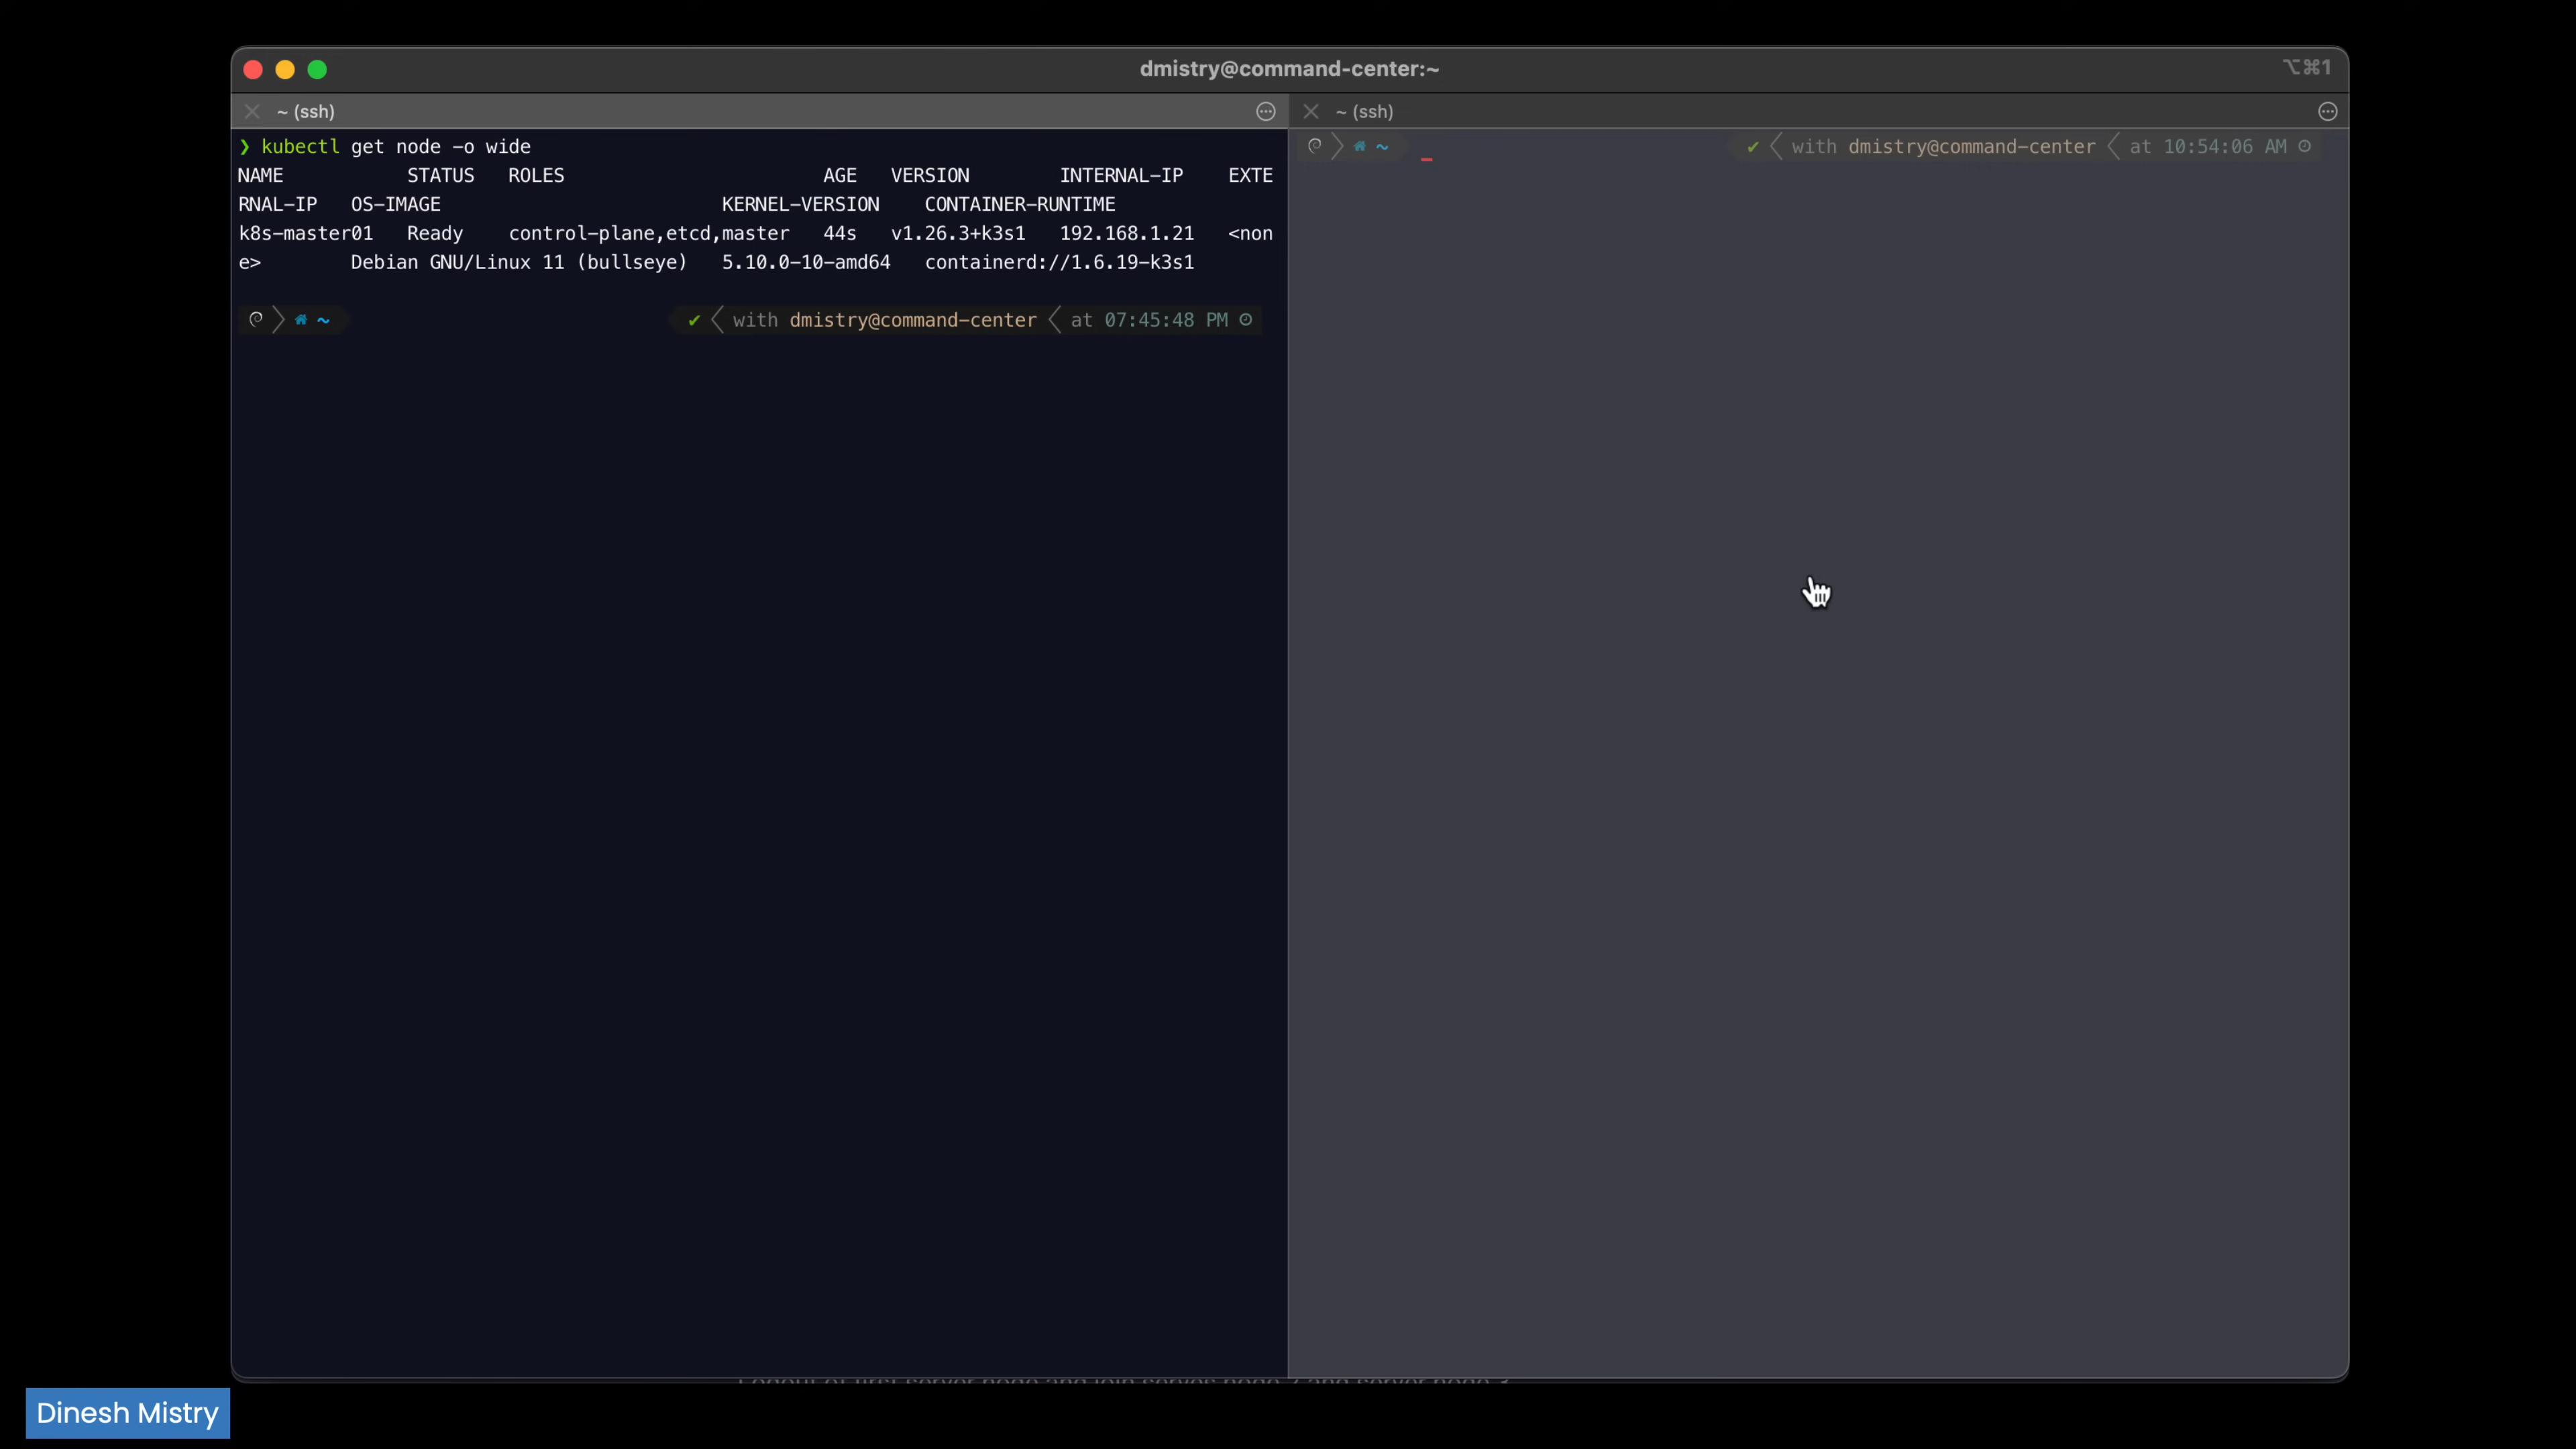 dmistry@command-center:~
⌥⌘1
~ (ssh)
❯ kubectl get node -o wide
NAME STATUS ROLES AGE VERSION INTERNAL-IP EXTE
RNAL-IP OS-IMAGE KERNEL-VERSION CONTAINER-RUNTIME
k8s-master01 Ready control-plane,etcd,master 44s v1.26.3+k3s1 192.168.1.21 <non
e> Debian GNU/Linux 11 (bullseye) 5.10.0-10-amd64 containerd://1.6.19-k3s1
~ ✔ with dmistry@command-center at 07:45:48 PM
~ (ssh)
~ ✔ with dmistry@command-center at 10:54:06 AM
Dinesh Mistry